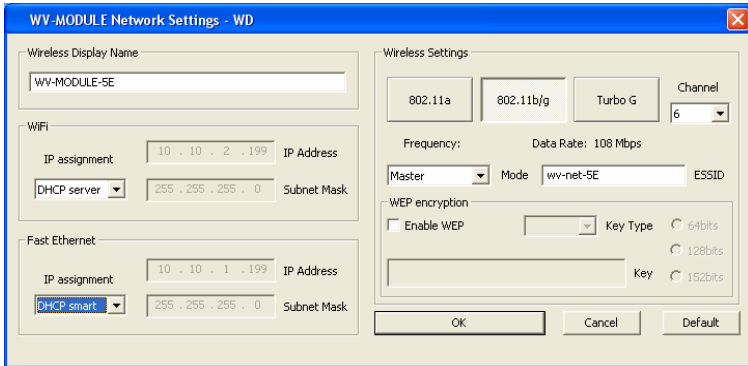 WV-MODULE Network Settings - WD
Wireless Display Name
WV-MODULE-5E
WiFi
IP assignment
DHCP server
10 . 10 . 2 . 199 IP Address
255 . 255 . 255 . 0 Subnet Mask
Fast Ethernet
IP assignment
DHCP smart
10 . 10 . 1 . 199 IP Address
255 . 255 . 255 . 0 Subnet Mask
Wireless Settings
802.11a 802.11b/g Turbo G
Channel
6
Frequency: Data Rate: 108 Mbps
Master Mode wv-net-5E ESSID
WEP encryption
Enable WEP Key Type 64bits
128bits
Key 152bits
OK Cancel Default